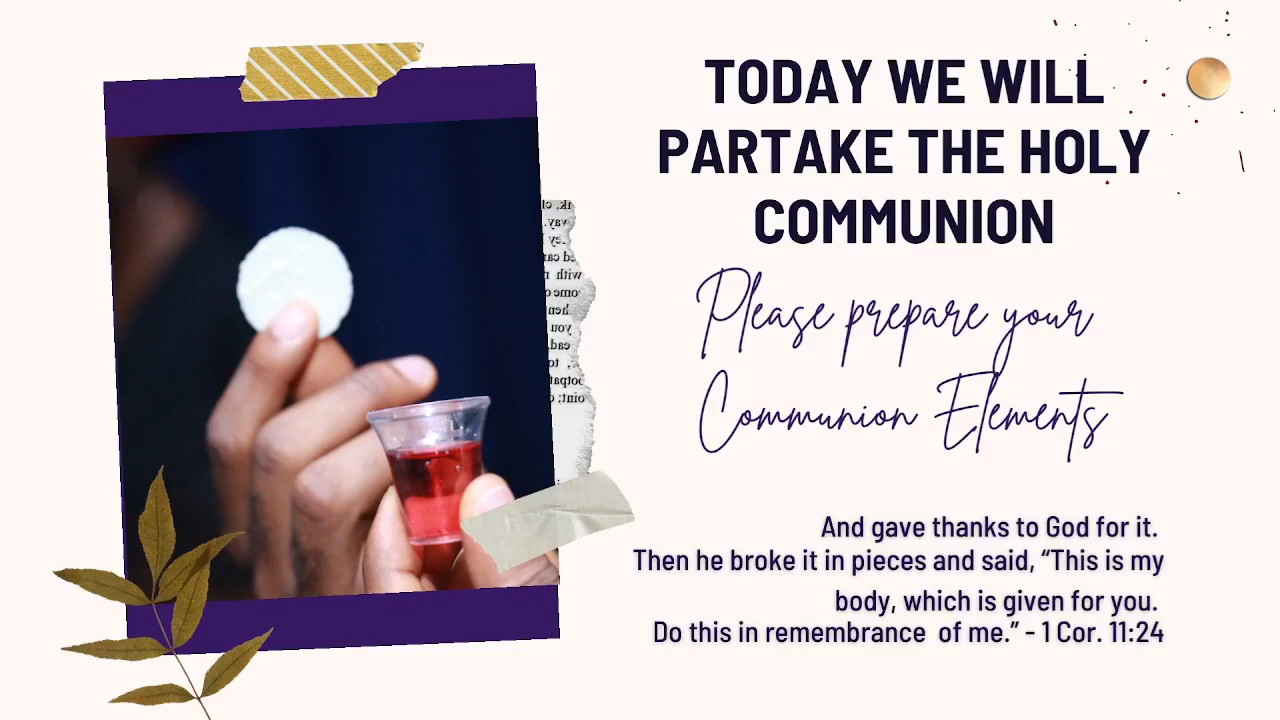 TODAY WE WILL
PARTAKE THE HOLY
COMMUNION
Please prepare your
Communion Elements
And gave thanks to God for it.
Then he broke it in pieces and said, “This is my
body, which is given for you.
Do this in remembrance of me.” - 1 Cor. 11:24